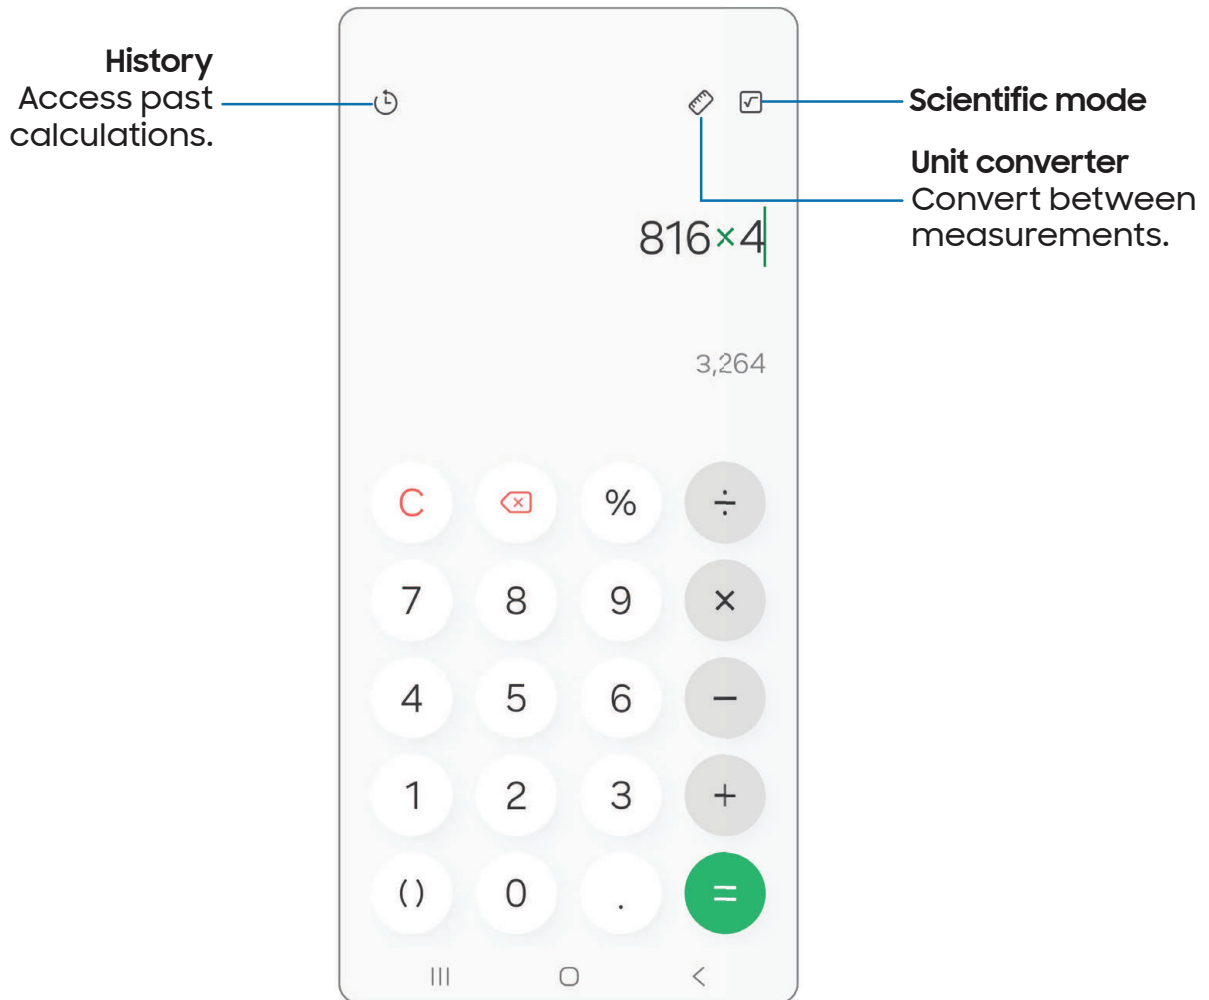 History
Access past
calculations.
Scientific mode
Unit converter
Convert between
measurements.
816×4
3,264
C % ÷
7 8 9 ×
4 5 6 −
1 2 3 +
() 0 . =